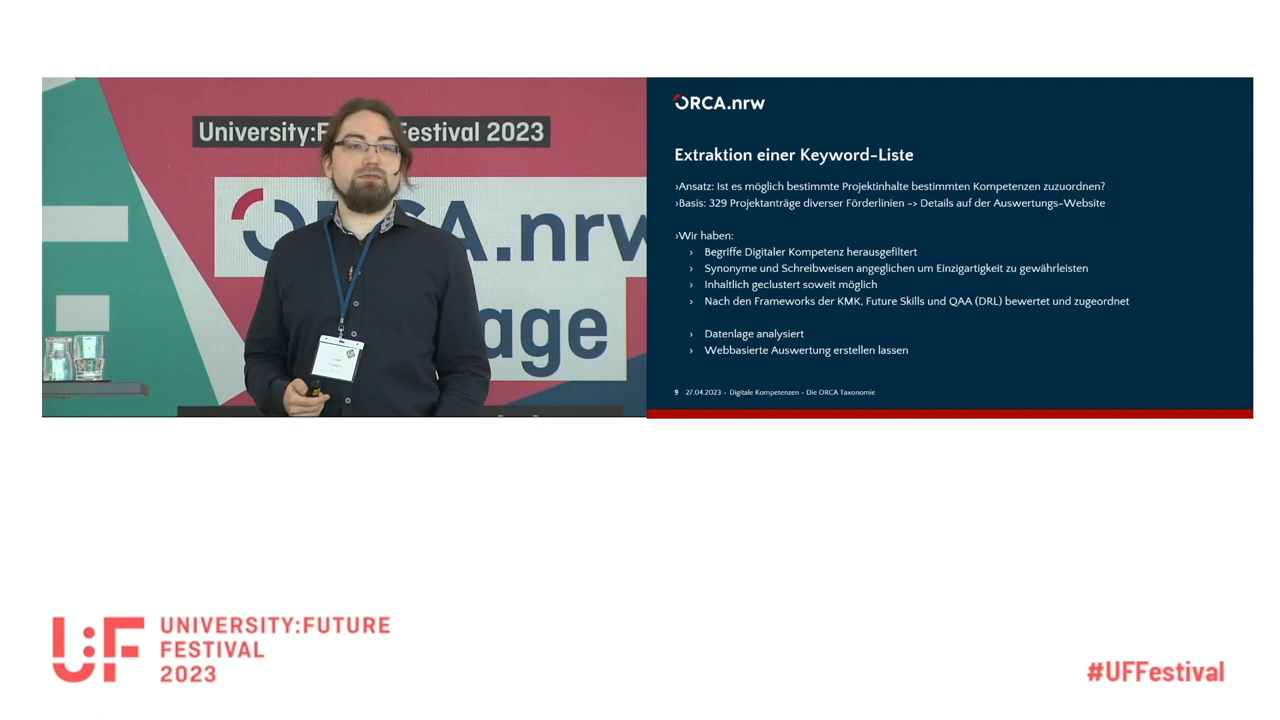 University:F estival 2023
ORCA.nrw
age
ORCA.nrw
Extraktion einer Keyword-Liste
›Ansatz: Ist es möglich bestimmte Projektinhalte bestimmten Kompetenzen zuzuordnen?
›Basis: 329 Projektanträge diverser Förderlinien -> Details auf der Auswertungs-Website
›Wir haben:
› Begriffe Digitaler Kompetenz herausgefiltert
› Synonyme und Schreibweisen angeglichen um Einzigartigkeit zu gewährleisten
› Inhaltlich geclustert soweit möglich
› Nach den Frameworks der KMK, Future Skills und QAA (DRL) bewertet und zugeordnet
› Datenlage analysiert
› Webbasierte Auswertung erstellen lassen
9 27.04.2023 - Digitale Kompetenzen - Die ORCA Taxonomie
U:F UNIVERSITY:FUTURE
FESTIVAL
2023
#UFFestival